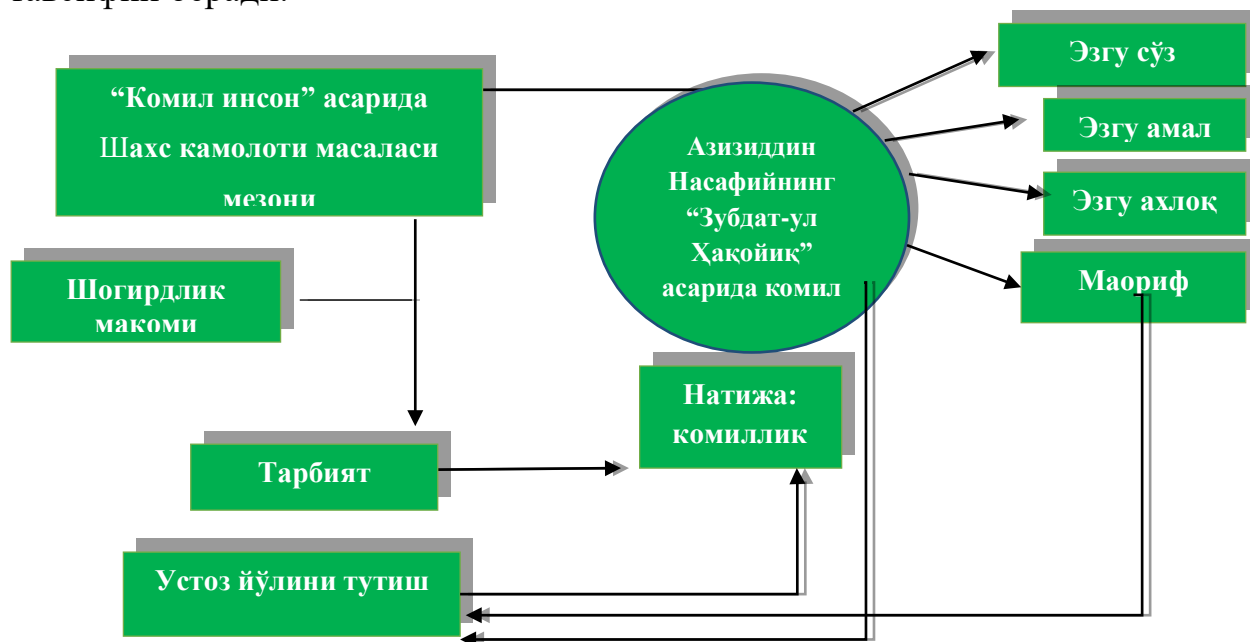 Эзгу сўз
“Комил инсон” асарида
Шахс камолоти масаласи
мезони
Азизиддин
Насафийнинг
“Зубдат-ул
Ҳақойиқ”
асарида комил
Эзгу амал
Эзгу ахлоқ
Маориф
Шогирдлик
мақоми
Натижа:
комиллик
Тарбият
Устоз йўлини тутиш